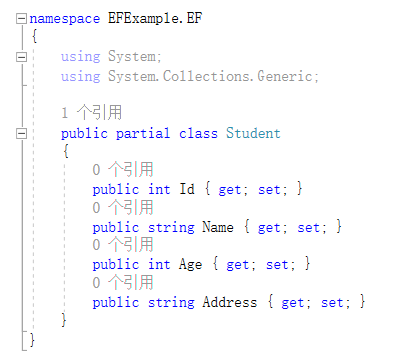 namespace EFExample.EF
{
using System;
using System.Collections.Generic;
1 个引用
public partial class Student
{
0 个引用
public int Id { get; set; }
0 个引用
public string Name { get; set; }
0 个引用
public int Age { get; set; }
0 个引用
public string Address { get; set; }
}
}